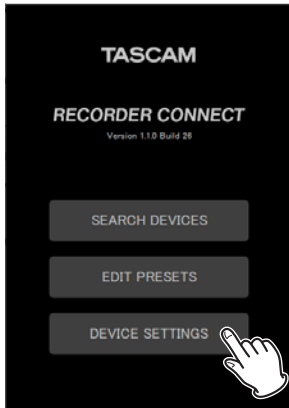 TASCAM
RECORDER CONNECT
Version 1.1.0 Build 26
SEARCH DEVICES
EDIT PRESETS
DEVICE SETTINGS